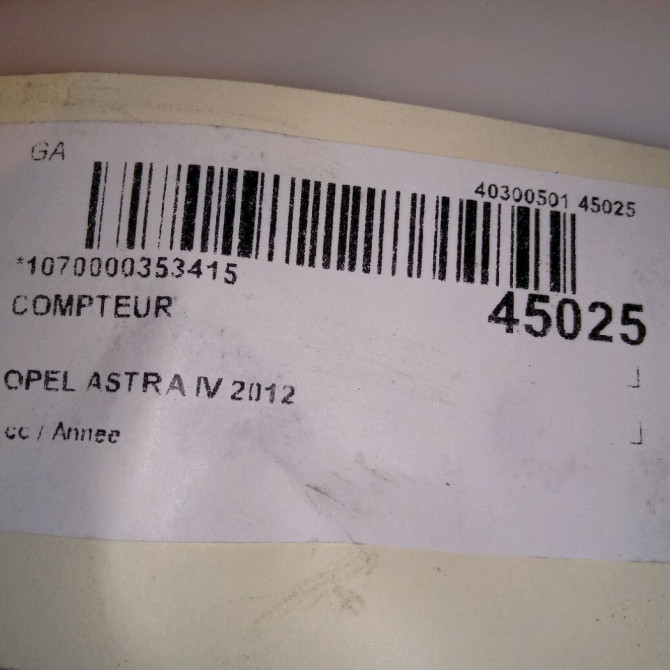 GA
40300501 45025
*1070000353415
COMPTEUR
45025
OPEL ASTRA IV 2012
cc / Annee